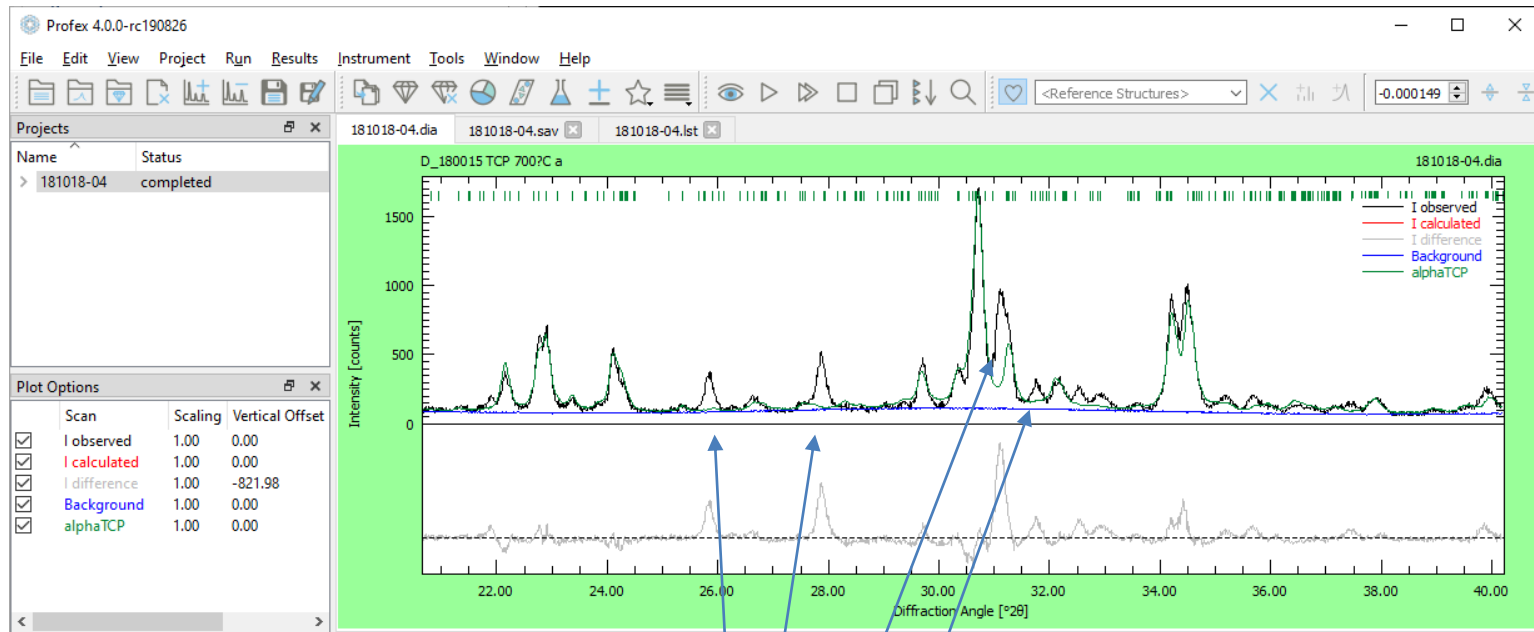 Profex 4.0.0-rc190826
File Edit View Project Run Results Instrument Tools Window Help
<Reference Structures> -0.000149
Projects
Name Status
181018-04 completed
181018-04.dia 181018-04.sav 181018-04.lst
D_180015 TCP 700?C a 181018-04.dia
I observed
I calculated
I difference
Background
alphaTCP
1500
1000
500
0
Intensity [counts]
22.00 24.00 26.00 28.00 30.00 32.00 34.00 36.00 38.00 40.00
Diffraction Angle [°2θ]
Plot Options
Scan Scaling Vertical Offset
I observed 1.00 0.00
I calculated 1.00 0.00
I difference 1.00 -821.98
Background 1.00 0.00
alphaTCP 1.00 0.00